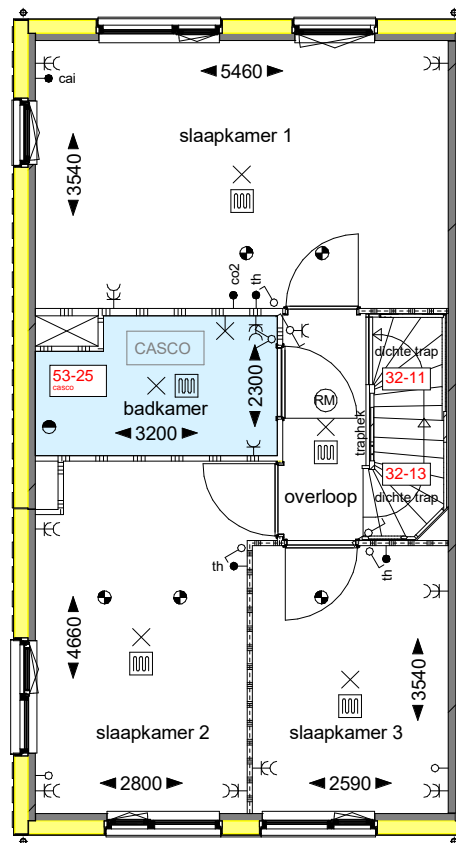 cai
5460
slaapkamer 1
3540
co2
th
CASCO
dichte trap
53-25
casco
32-11
2300
badkamer
3200
RM
traphek
32-13
overloop
dichte trap
th
th
4660
3540
slaapkamer 2
slaapkamer 3
2800
2590